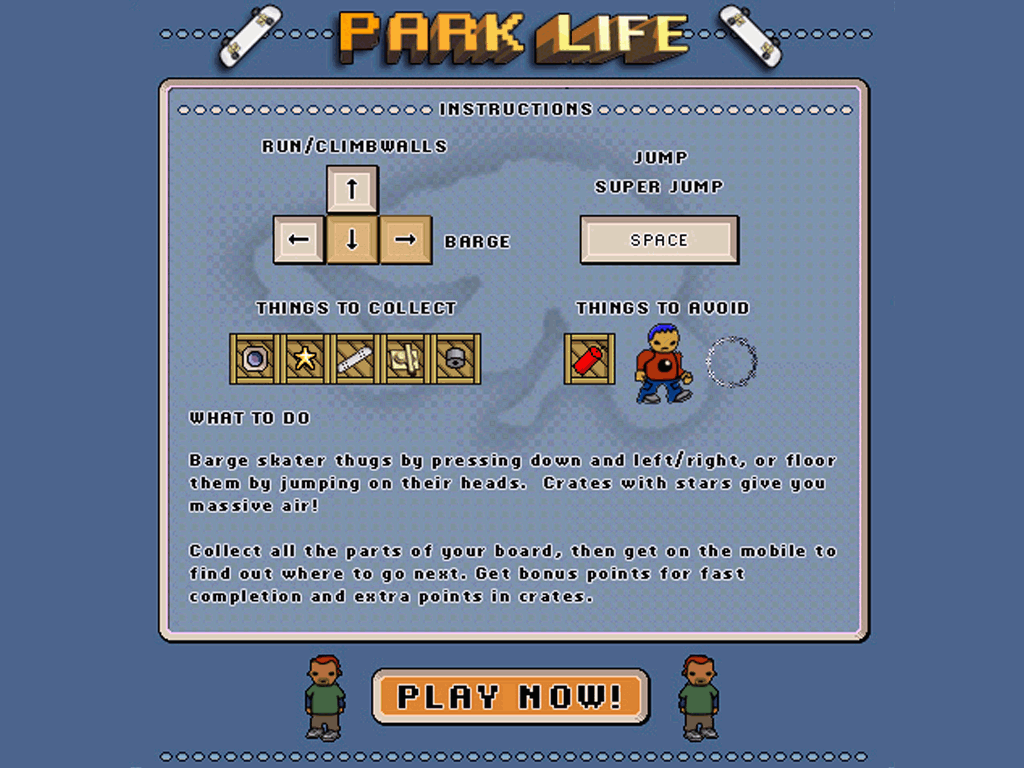 PARK LIFE
INSTRUCTIONS
RUN/CLIMBWALLS
JUMP
SUPER JUMP
↑
← ↓ →
BARGE
SPACE
THINGS TO COLLECT
THINGS TO AVOID
WHAT TO DO
Barge skater thugs by pressing down and left/right, or floor
them by jumping on their heads. Crates with stars give you
massive air!
Collect all the parts of your board, then get on the mobile to
find out where to go next. Get bonus points for fast
completion and extra points in crates.
PLAY NOW!